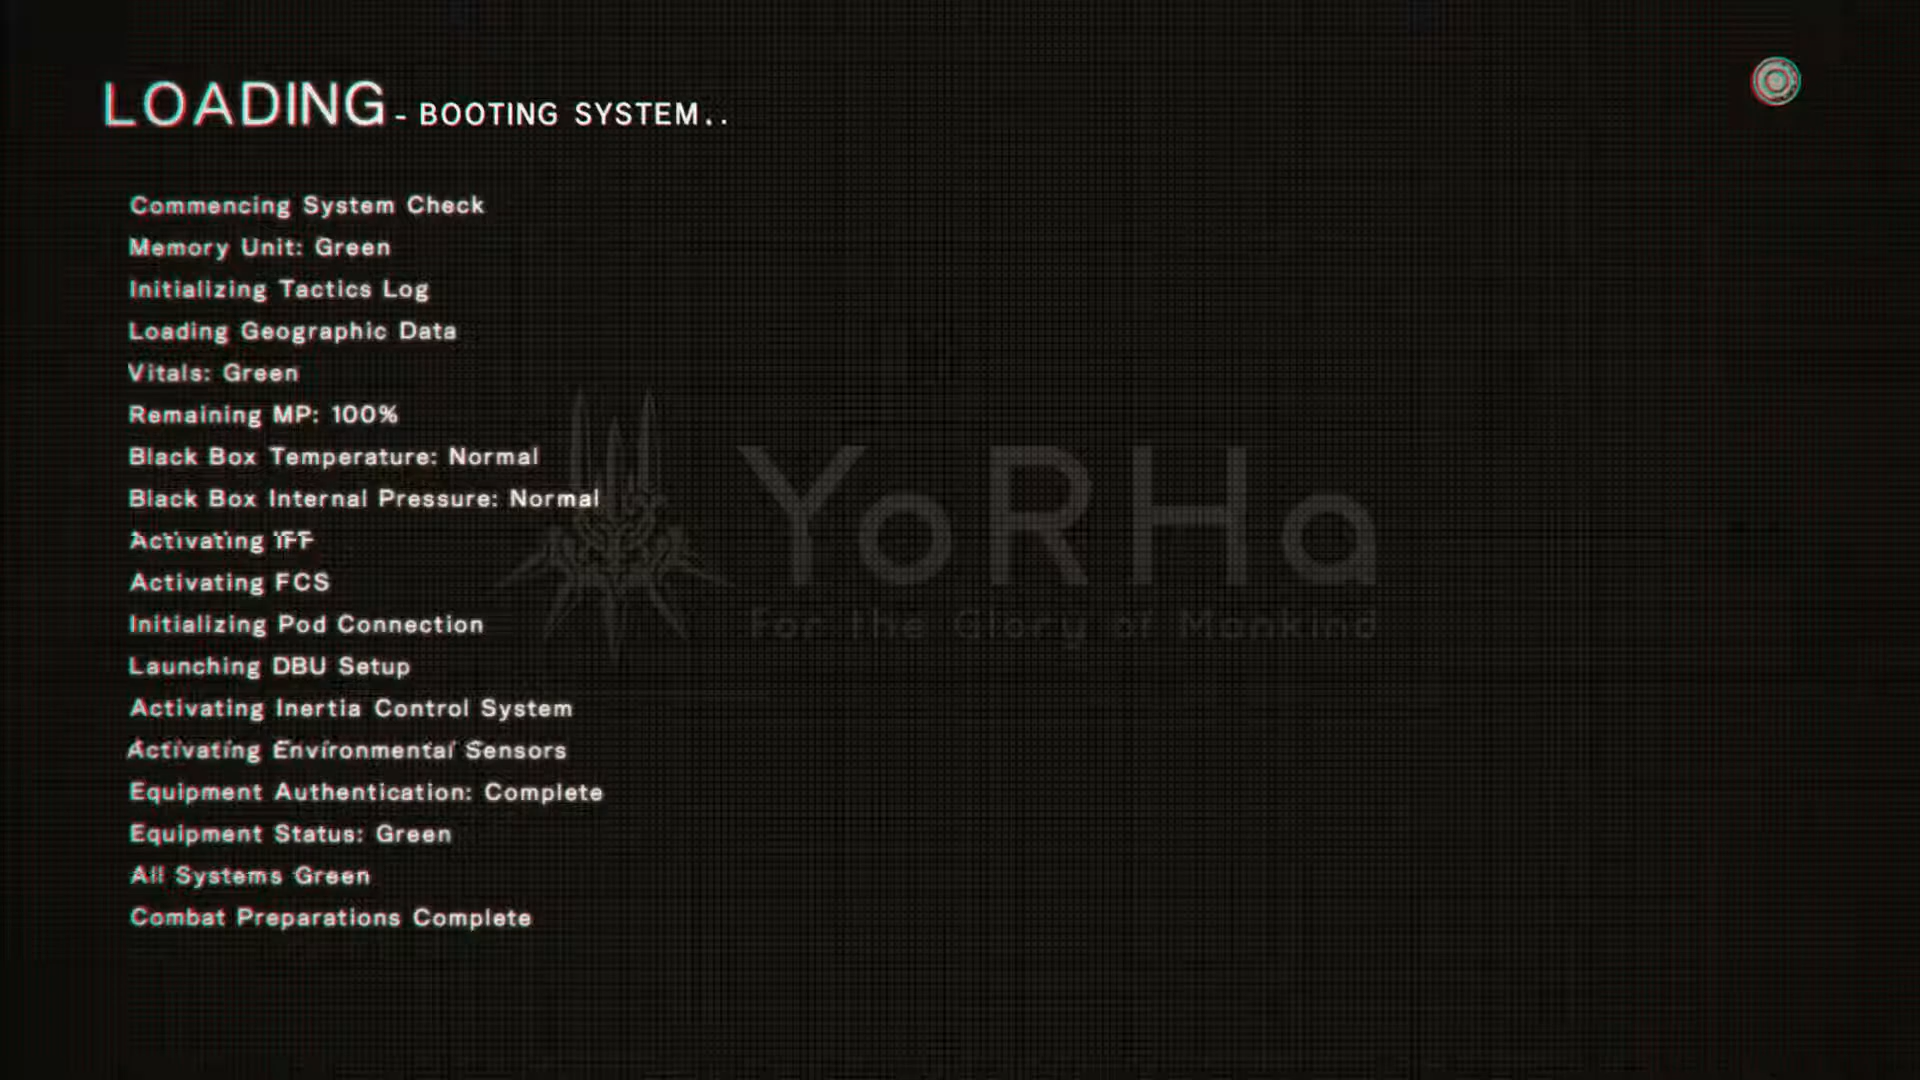 LOADING - BOOTING SYSTEM..
Commencing System Check
Memory Unit: Green
Initializing Tactics Log
Loading Geographic Data
Vitals: Green
Remaining MP: 100%
Black Box Temperature: Normal
Black Box Internal Pressure: Normal
Activating IFF
Activating FCS
Initializing Pod Connection
Launching DBU Setup
Activating Inertia Control System
Activating Environmental Sensors
Equipment Authentication: Complete
Equipment Status: Green
All Systems Green
Combat Preparations Complete
YoRHa
For the Glory of Mankind